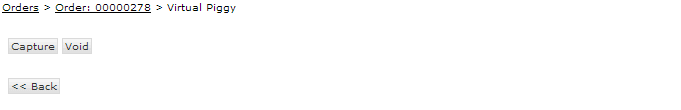 Orders > Order: 00000278 > Virtual Piggy
Capture Void
<< Back